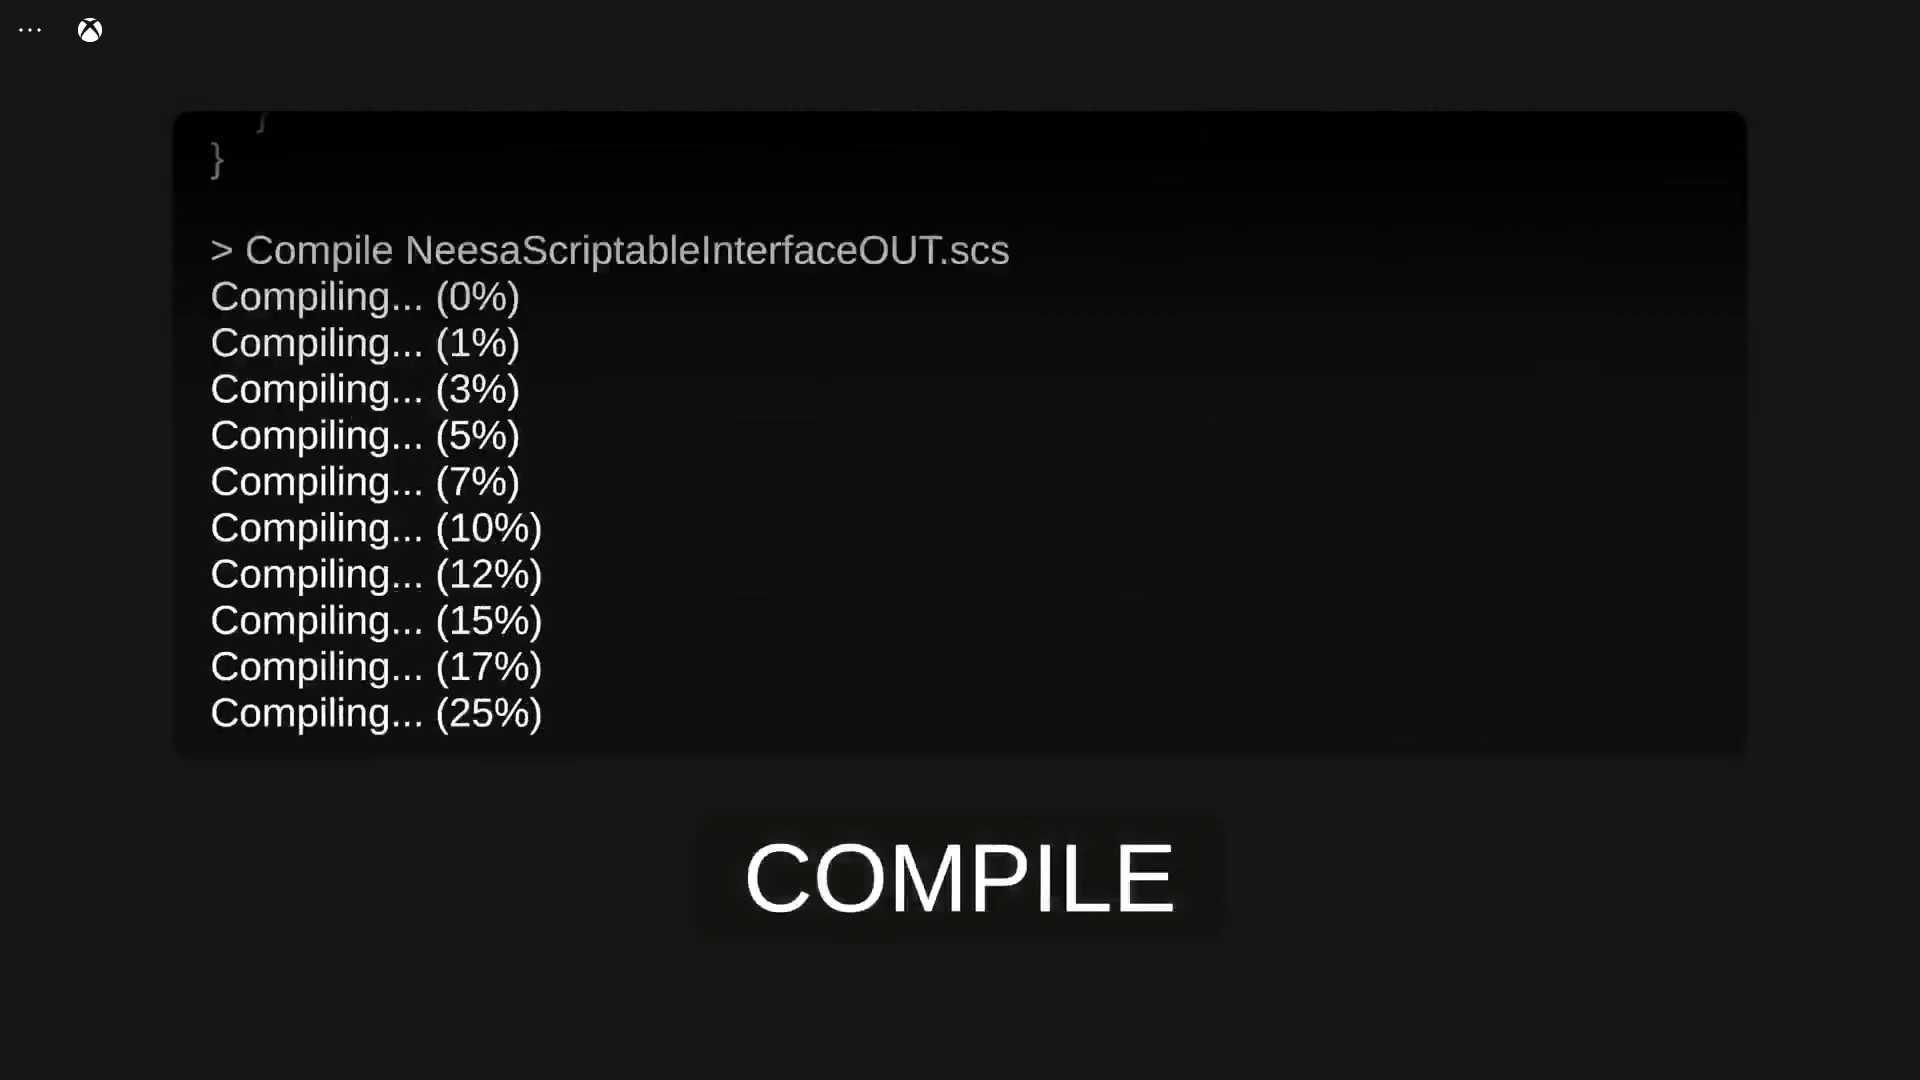 ...
}
}
> Compile NeesaScriptableInterfaceOUT.scs
Compiling... (0%)
Compiling... (1%)
Compiling... (3%)
Compiling... (5%)
Compiling... (7%)
Compiling... (10%)
Compiling... (12%)
Compiling... (15%)
Compiling... (17%)
Compiling... (25%)
COMPILE